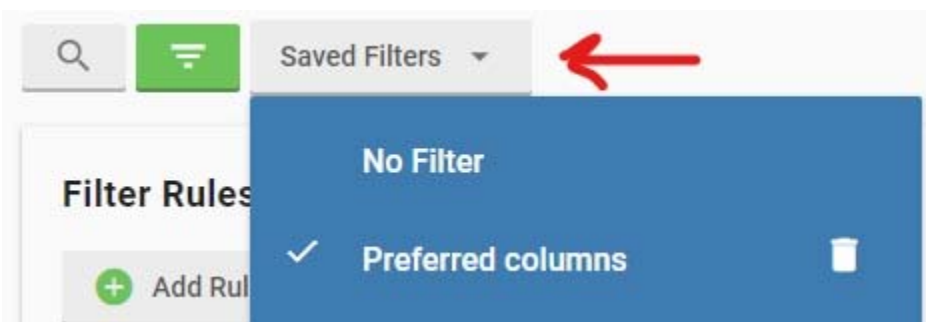 Saved Filters
No Filter
Filter Rules
Preferred columns
Add Rul